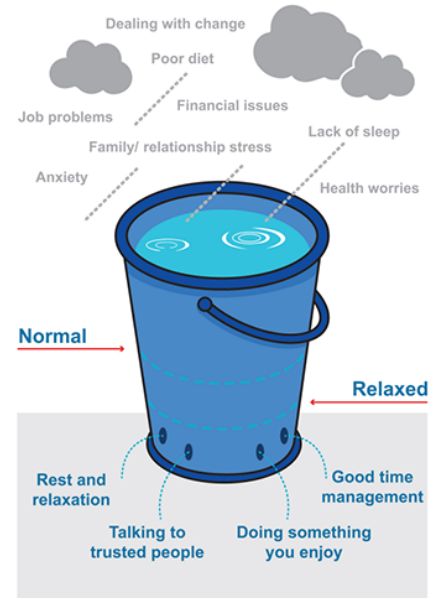 Dealing with change
Poor diet
Financial issues
Job problems
Lack of sleep
Family/ relationship stress
Anxiety
Health worries
Normal
Relaxed
Rest and
relaxation
Good time
management
Talking to
trusted people
Doing something
you enjoy